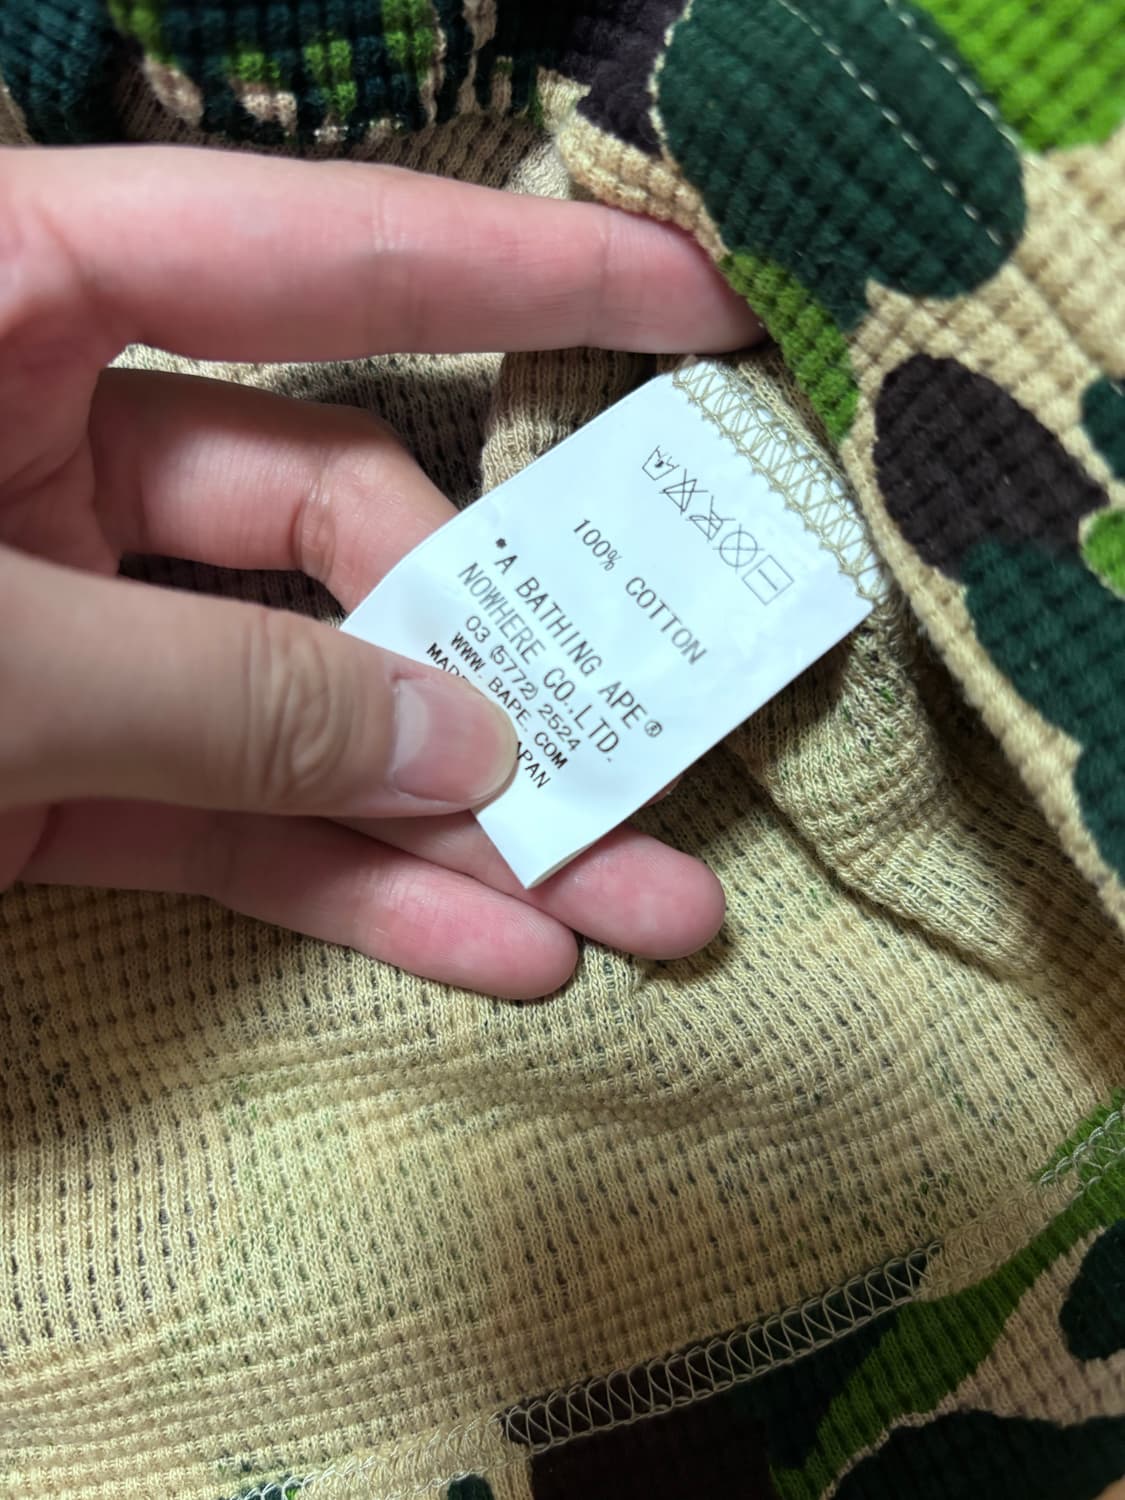 100% COTTON
*A BATHING APE®
NOWHERE CO.,LTD.
03 (5772) 2524
WWW. BAPE. COM